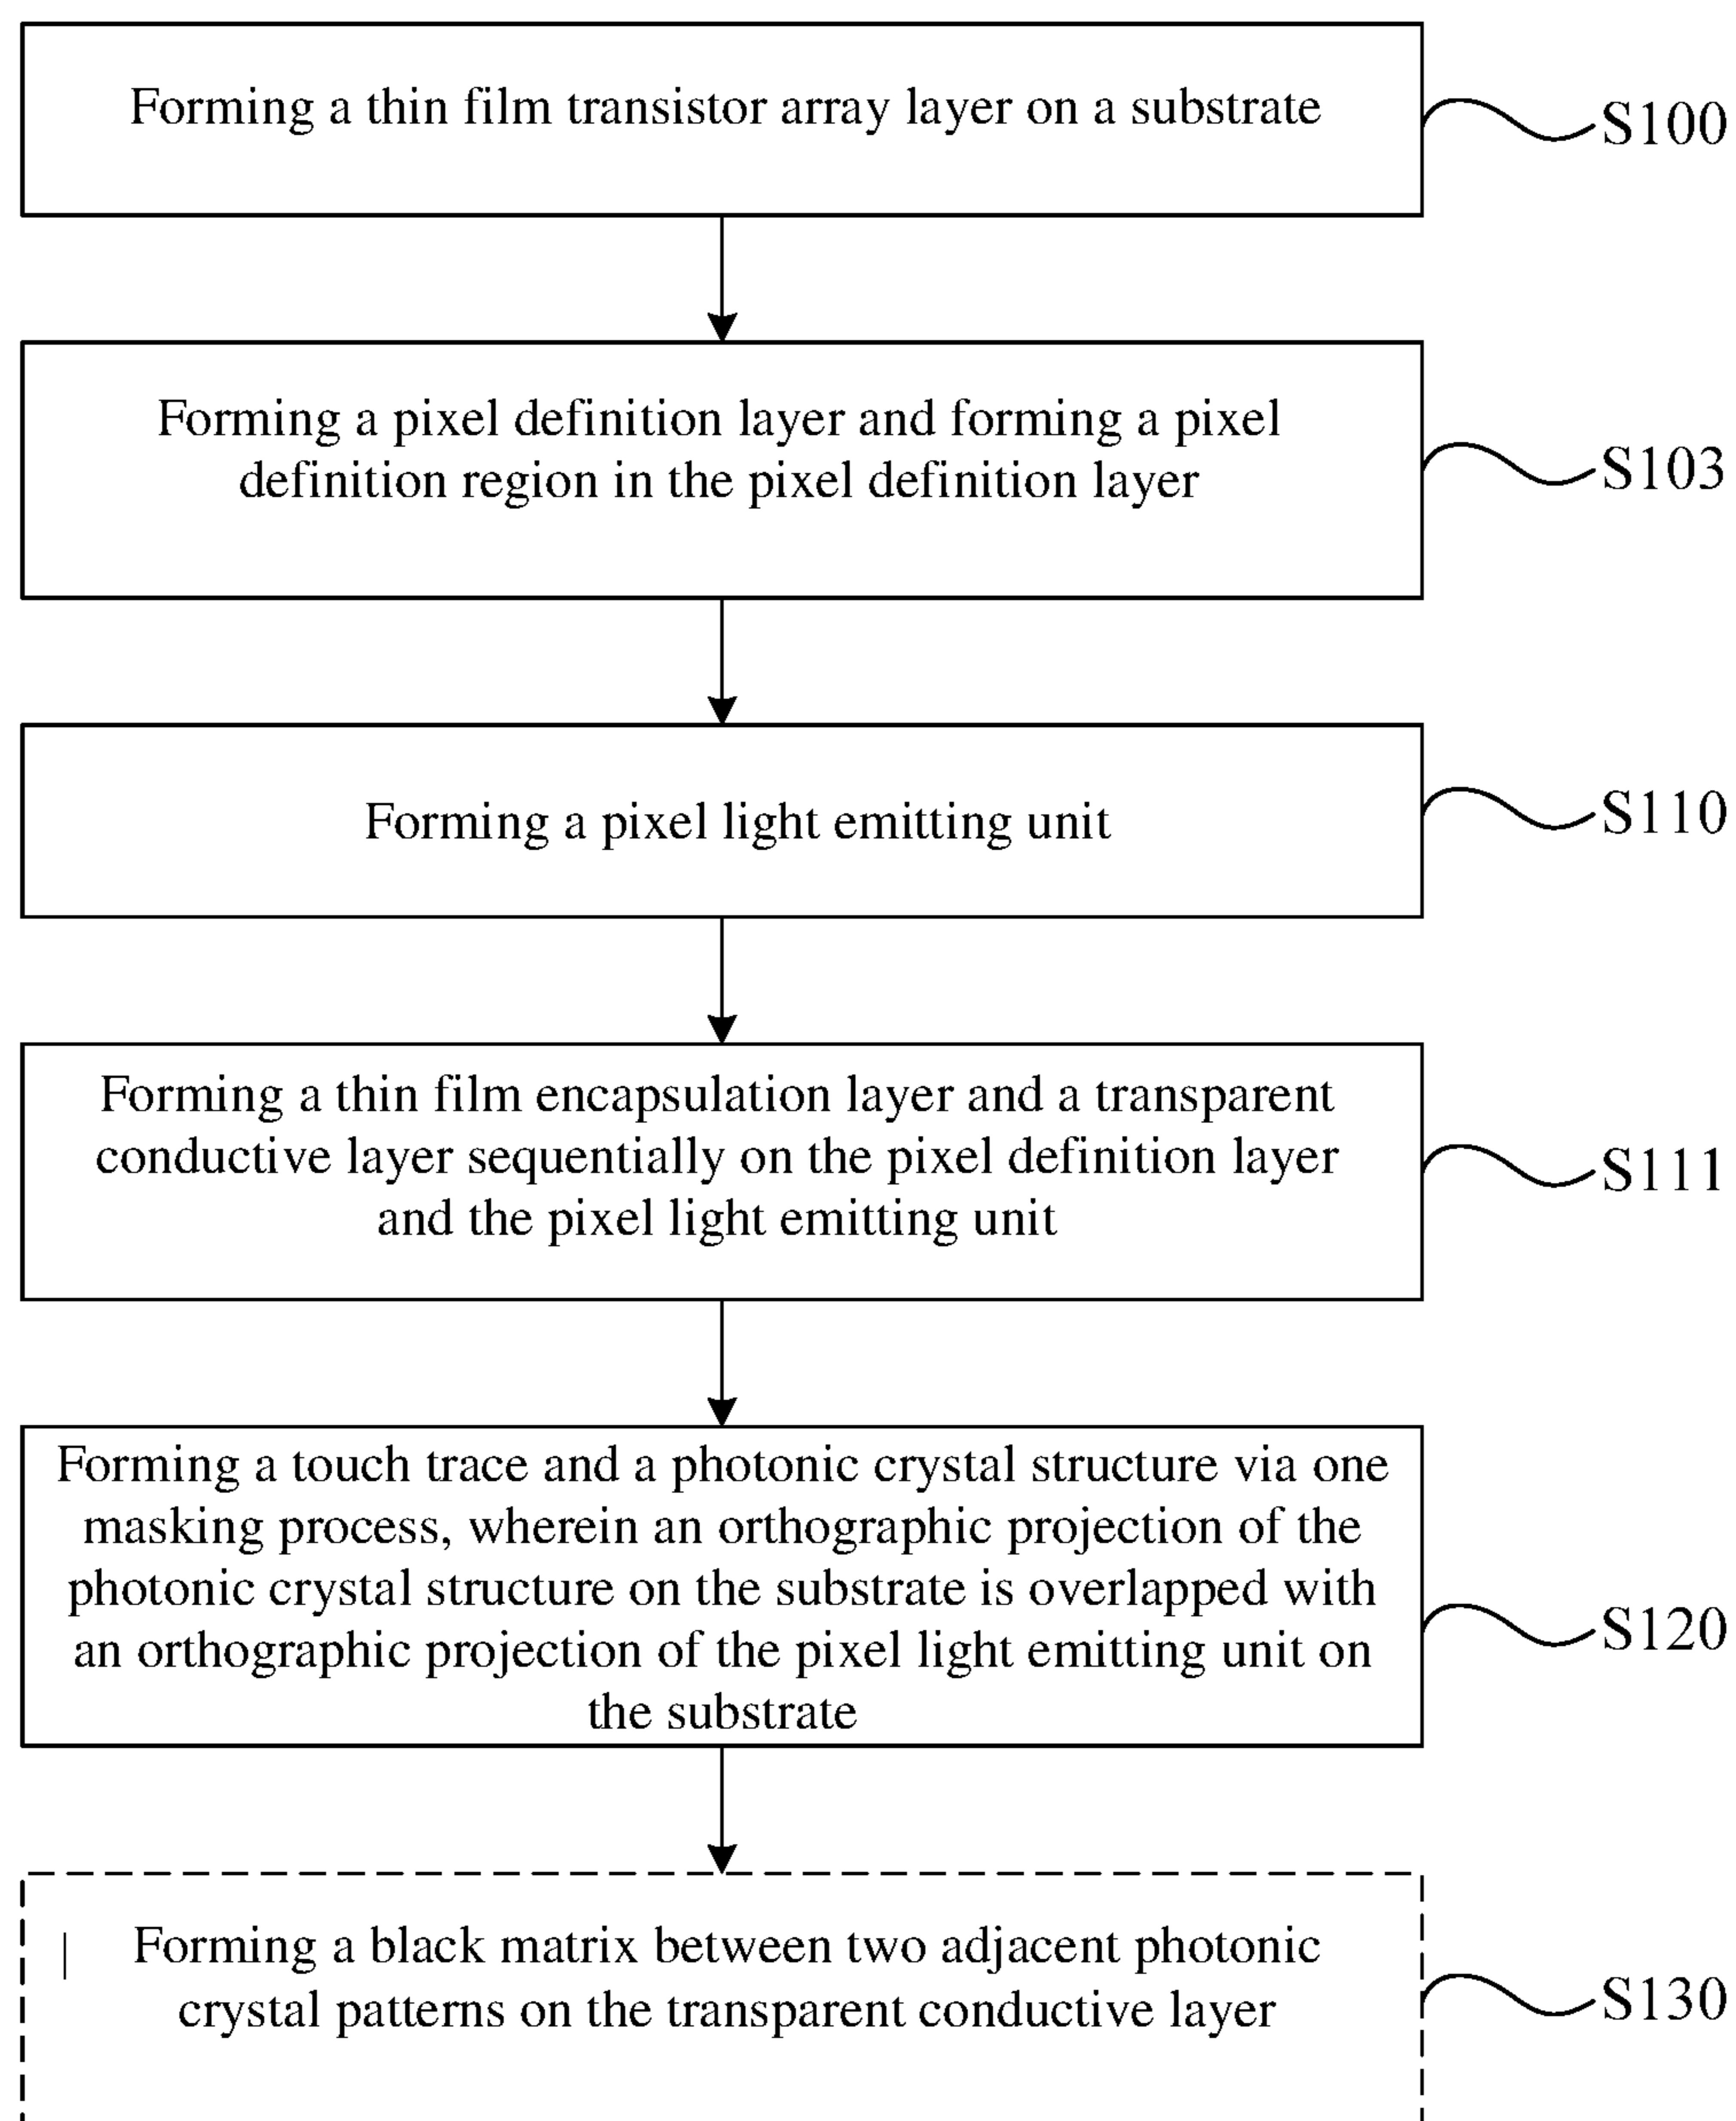 Forming a thin film transistor array layer on a substrate
S100
Forming a pixel definition layer and forming a pixel
definition region in the pixel definition layer
S103
Forming a pixel light emitting unit
S110
Forming a thin film encapsulation layer and a transparent
conductive layer sequentially on the pixel definition layer
and the pixel light emitting unit
S111
Forming a touch trace and a photonic crystal structure via one
masking process, wherein an orthographic projection of the
photonic crystal structure on the substrate is overlapped with
an orthographic projection of the pixel light emitting unit on
the substrate
S120
Forming a black matrix between two adjacent photonic
crystal patterns on the transparent conductive layer
S130